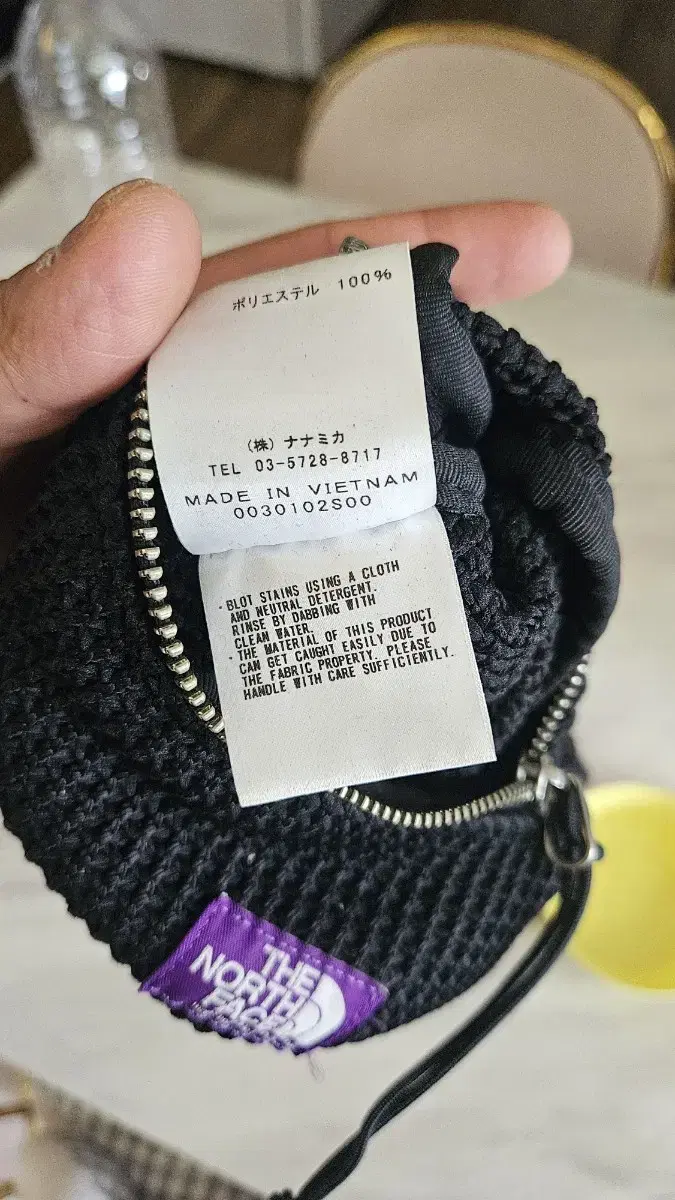 ポリエステル 100%
(株) ナナミカ
TEL 03-5728-8717
MADE IN VIETNAM
0030102S00
・BLOT STAINS USING A CLOTH
AND NEUTRAL DETERGENT.
RINSE BY DABBING WITH
CLEAN WATER.
・THE MATERIAL OF THIS PRODUCT
CAN GET CAUGHT EASILY DUE TO
THE FABRIC PROPERTY. PLEASE
HANDLE WITH CARE SUFFICIENTLY.
THE
NORTH
FACE